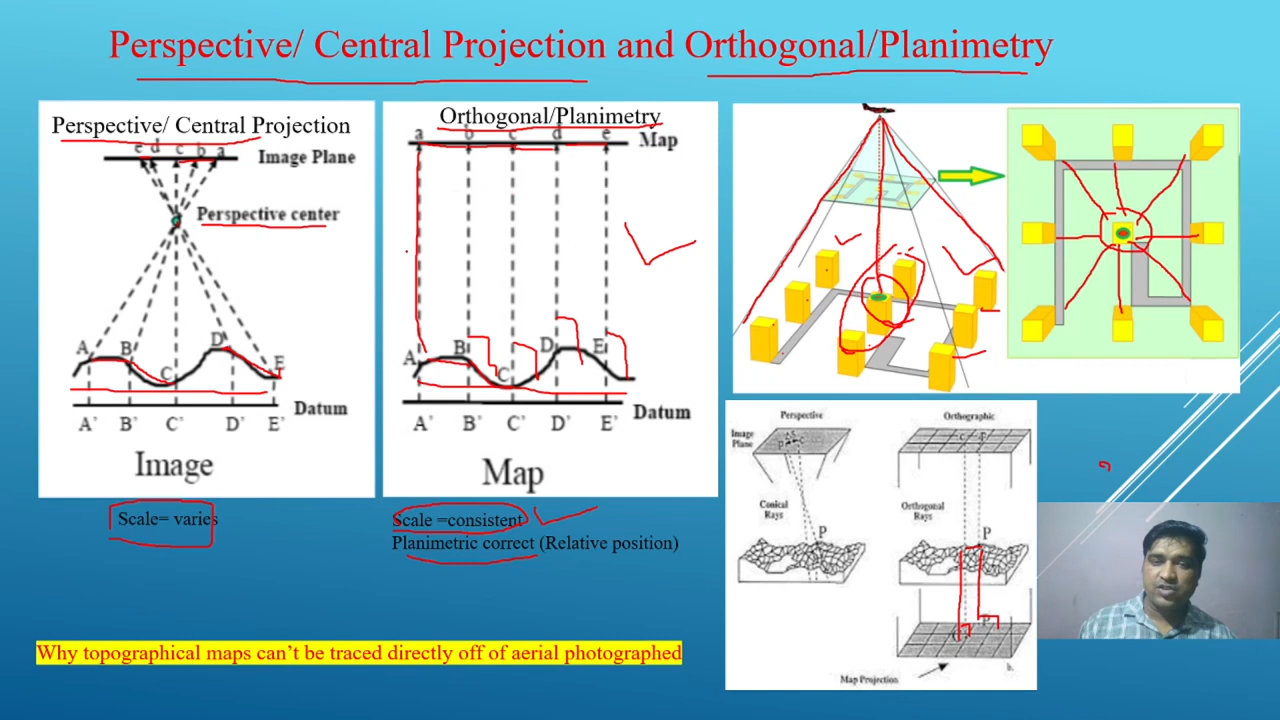 Perspective/ Central Projection and Orthogonal/Planimetry
Perspective/ Central Projection
e d c b a
Image Plane
Perspective center
A B C D E
Datum
A' B' C' D' E'
Image
Scale= varies
Orthogonal/Planimetry
a b c d e
Map
A B C D E
Datum
A' B' C' D' E'
Map
Scale =consistent
Planimetric correct (Relative position)
Perspective
Orthographic
Image
Plane
Conical
Rays
P
Orthogonal
Rays
P
Map Projection
b.
Why topographical maps can't be traced directly off of aerial photographed